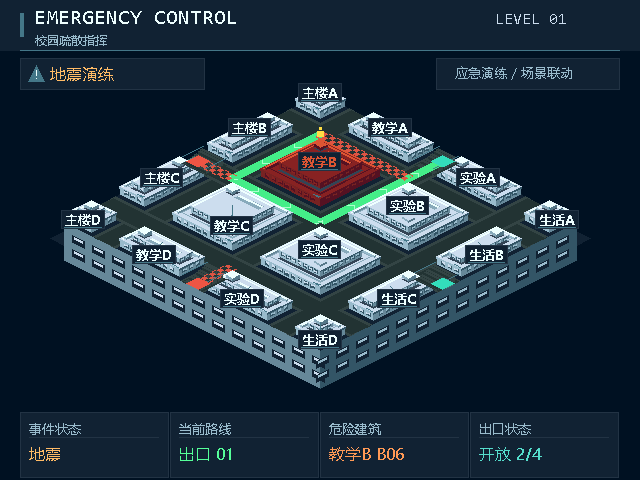 EMERGENCY CONTROL
LEVEL 01
校园疏散指挥
地震演练
应急演练 / 场景联动
主楼A
主楼B
教学A
教学B
主楼C
实验A
实验B
主楼D
教学C
生活A
实验C
教学D
生活B
实验D
生活C
生活D
事件状态
当前路线
危险建筑
出口状态
地震
出口 01
教学B B06
开放 2/4